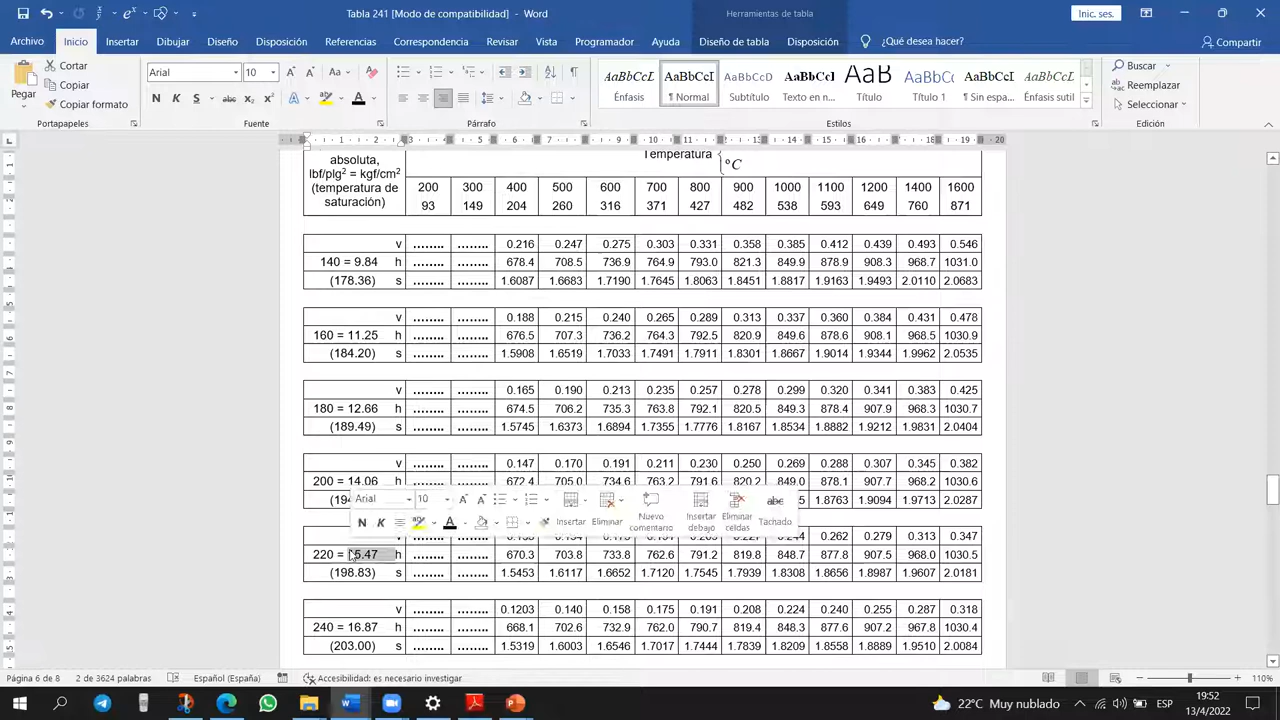 Tabla 241 [Modo de compatibilidad] - Word Herramientas de tabla Inic. ses.
Archivo Inicio Insertar Dibujar Diseño Disposición Referencias Correspondencia Revisar Vista Programador Ayuda Diseño de tabla Disposición ¿Qué desea hacer? Compartir
Pegar
Cortar
Copiar
Copiar formato
Portapapeles
Arial 10
Fuente
Párrafo
AaBbCcL AaBbCcI AaBbCcD AaBbCcI AaB AaBbC AaBbCcI AaBbCcL
Énfasis ¶ Normal Subtítulo Texto en n... Título Título 1 ¶ Sin espa... Énfasis sutil
Estilos
Buscar
Reemplazar
Seleccionar
Edición
absoluta, Temperatura
lbf/plg² = kgf/cm² °C
(temperatura de 200 300 400 500 600 700 800 900 1000 1100 1200 1400 1600
saturación) 93 149 204 260 316 371 427 482 538 593 649 760 871
v ........ ........ 0.216 0.247 0.275 0.303 0.331 0.358 0.385 0.412 0.439 0.493 0.546
140 = 9.84 h ........ ........ 678.4 708.5 736.9 764.9 793.0 821.3 849.9 878.9 908.3 968.7 1031.0
(178.36) s ........ ........ 1.6087 1.6683 1.7190 1.7645 1.8063 1.8451 1.8817 1.9163 1.9493 2.0110 2.0683
v ........ ........ 0.188 0.215 0.240 0.265 0.289 0.313 0.337 0.360 0.384 0.431 0.478
160 = 11.25 h ........ ........ 676.5 707.3 736.2 764.3 792.5 820.9 849.6 878.6 908.1 968.5 1030.9
(184.20) s ........ ........ 1.5908 1.6519 1.7033 1.7491 1.7911 1.8301 1.8667 1.9014 1.9344 1.9962 2.0535
v ........ ........ 0.165 0.190 0.213 0.235 0.257 0.278 0.299 0.320 0.341 0.383 0.425
180 = 12.66 h ........ ........ 674.5 706.2 735.3 763.8 792.1 820.5 849.3 878.4 907.9 968.3 1030.7
(189.49) s ........ ........ 1.5745 1.6373 1.6894 1.7355 1.7776 1.8167 1.8534 1.8882 1.9212 1.9831 2.0404
v ........ ........ 0.147 0.170 0.191 0.211 0.230 0.250 0.269 0.288 0.307 0.345 0.382
200 = 14.06 h ........ ........ 672.4 705.0 734.6 763.2 791.6 820.2 849.0 878.1 907.7 968.2 1030.6
1.8763 1.9094 1.9713 2.0287
Arial 10
Insertar Eliminar Nuevo comentario Insertar debajo Eliminar celdas Tachado
0.262 0.279 0.313 0.347
220 = 5.47 h ........ ........ 670.3 703.8 733.8 762.6 791.2 819.8 848.7 877.8 907.5 968.0 1030.5
(198.83) s ........ ........ 1.5453 1.6117 1.6652 1.7120 1.7545 1.7939 1.8308 1.8656 1.8987 1.9607 2.0181
v ........ ........ 0.1203 0.140 0.158 0.175 0.191 0.208 0.224 0.240 0.255 0.287 0.318
240 = 16.87 h ........ ........ 668.1 702.6 732.9 762.0 790.7 819.4 848.3 877.6 907.2 967.8 1030.4
(203.00) s ........ ........ 1.5319 1.6003 1.6546 1.7017 1.7444 1.7839 1.8209 1.8558 1.8889 1.9510 2.0084
Página 6 de 8 2 de 3624 palabras Español (España) Accesibilidad: es necesario investigar 110%
22°C Muy nublado ESP 19:52
13/4/2022